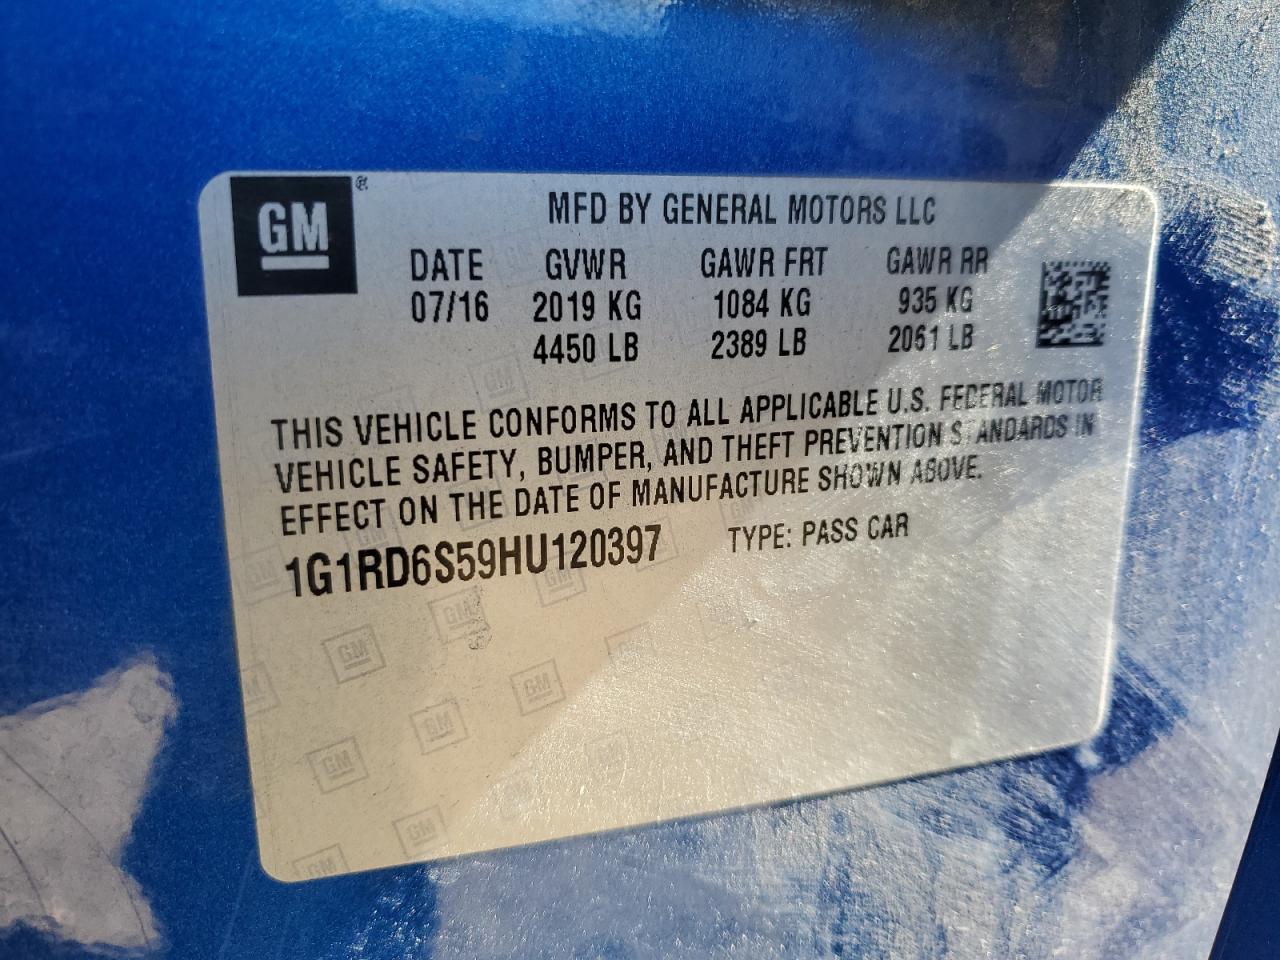 GM®
MFD BY GENERAL MOTORS LLC
DATE GVWR GAWR FRT GAWR RR
07/16 2019 KG 1084 KG 935 KG
4450 LB 2389 LB 2061 LB
THIS VEHICLE CONFORMS TO ALL APPLICABLE U.S. FEDERAL MOTOR
VEHICLE SAFETY, BUMPER, AND THEFT PREVENTION STANDARDS IN
EFFECT ON THE DATE OF MANUFACTURE SHOWN ABOVE.
1G1RD6S59HU120397 TYPE: PASS CAR